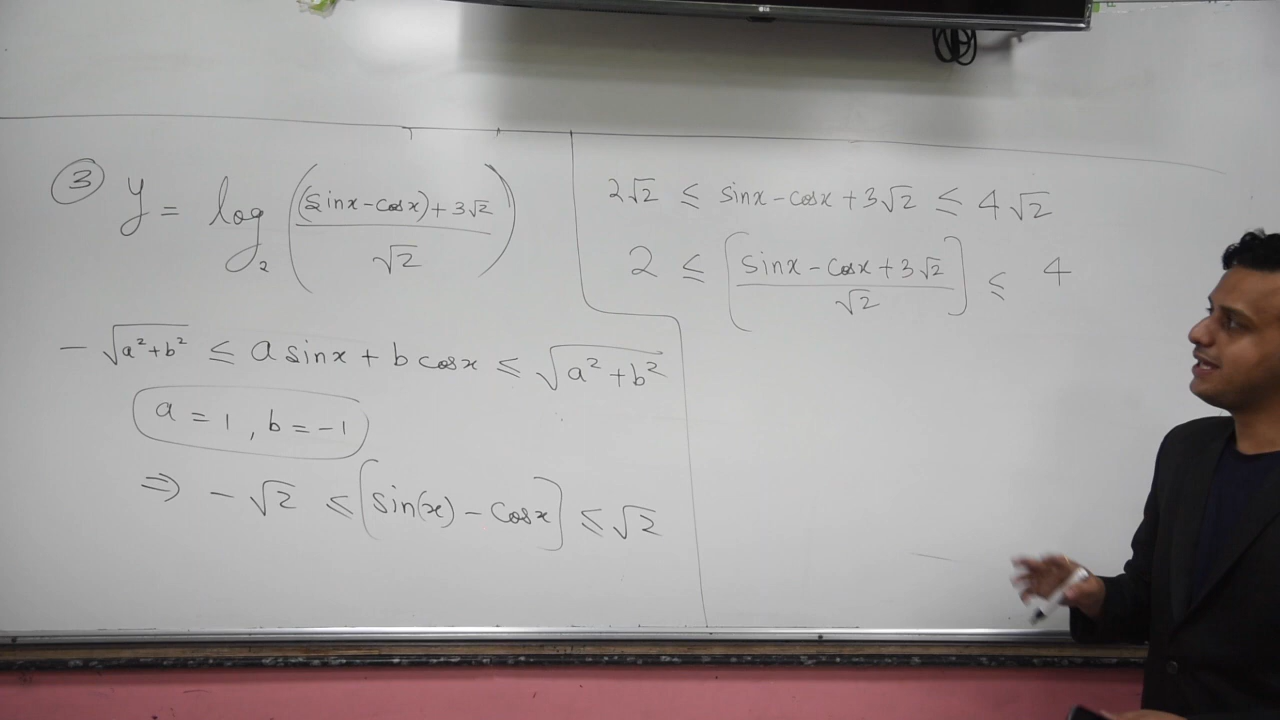 ③ y = log₂ ((sinx-cosx)+3√2 / √2)
-√a²+b² ≤ a sinx + b cosx ≤ √a²+b²
a = 1, b = -1
⇒ -√2 ≤ [sin(x) - cosx] ≤ √2
2√2 ≤ sinx-cosx+3√2 ≤ 4√2
2 ≤ [sinx-cosx+3√2 / √2] ≤ 4
LG